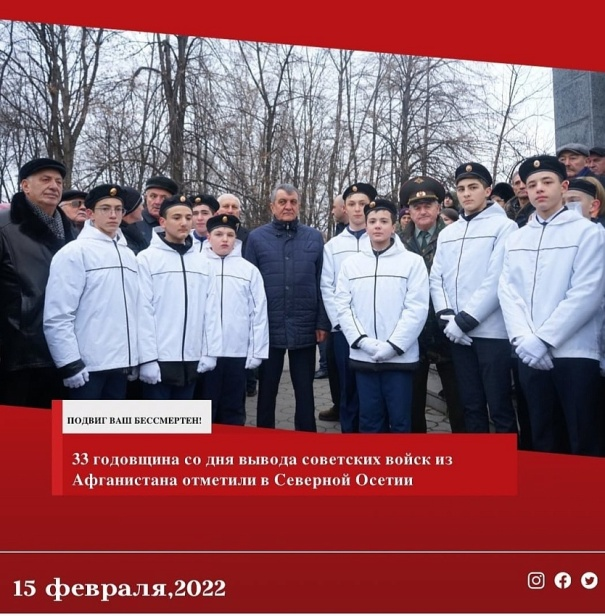 ПОДВИГ ВАШ БЕССМЕРТЕН!
33 годовщина со дня вывода советских войск из
Афганистана отметили в Северной Осетии
15 февраля,2022